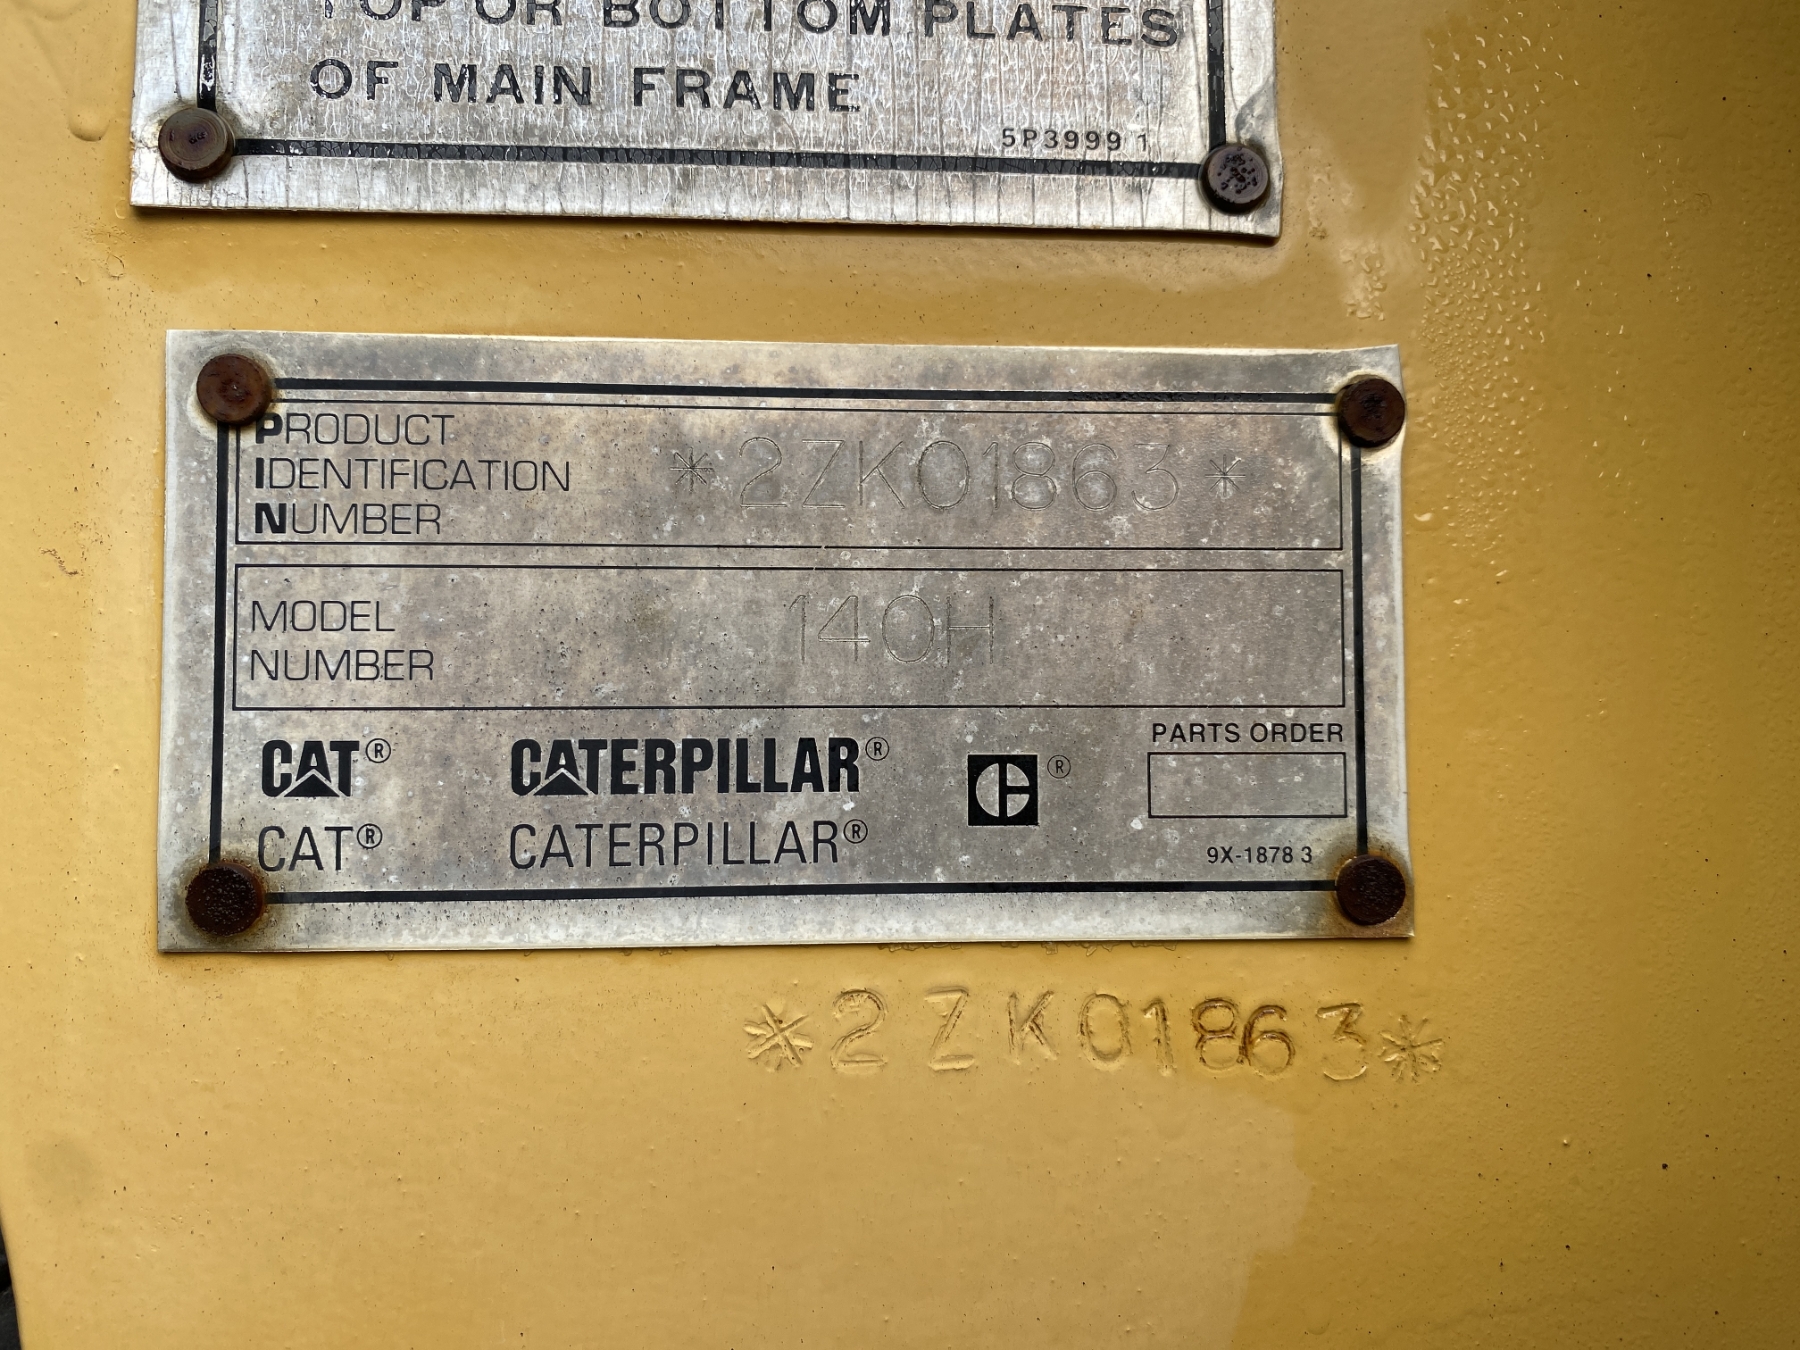 TOP OR BOTTOM PLATES
OF MAIN FRAME
5P3999 1
PRODUCT
IDENTIFICATION
NUMBER
*2ZK01863*
MODEL
NUMBER
140H
CAT® CATERPILLAR® ®
PARTS ORDER
CAT® CATERPILLAR®
9X-1878 3
*2ZK01863*